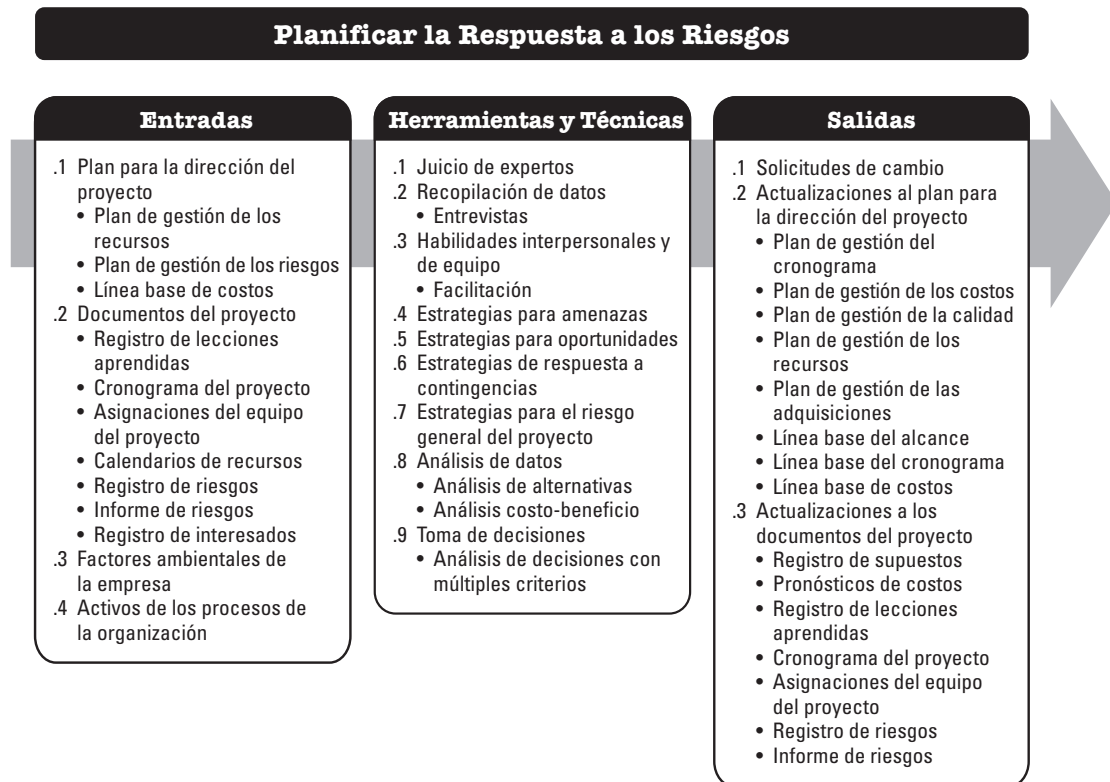 Planificar la Respuesta a los Riesgos
Entradas
.1 Plan para la dirección del
proyecto
• Plan de gestión de los
recursos
• Plan de gestión de los riesgos
• Línea base de costos
.2 Documentos del proyecto
• Registro de lecciones
aprendidas
• Cronograma del proyecto
• Asignaciones del equipo
del proyecto
• Calendarios de recursos
• Registro de riesgos
• Informe de riesgos
• Registro de interesados
.3 Factores ambientales de
la empresa
.4 Activos de los procesos de
la organización
Herramientas y Técnicas
.1 Juicio de expertos
.2 Recopilación de datos
• Entrevistas
.3 Habilidades interpersonales y
de equipo
• Facilitación
.4 Estrategias para amenazas
.5 Estrategias para oportunidades
.6 Estrategias de respuesta a
contingencias
.7 Estrategias para el riesgo
general del proyecto
.8 Análisis de datos
• Análisis de alternativas
• Análisis costo-beneficio
.9 Toma de decisiones
• Análisis de decisiones con
múltiples criterios
Salidas
.1 Solicitudes de cambio
.2 Actualizaciones al plan para
la dirección del proyecto
• Plan de gestión del
cronograma
• Plan de gestión de los costos
• Plan de gestión de la calidad
• Plan de gestión de los
recursos
• Plan de gestión de las
adquisiciones
• Línea base del alcance
• Línea base del cronograma
• Línea base de costos
.3 Actualizaciones a los
documentos del proyecto
• Registro de supuestos
• Pronósticos de costos
• Registro de lecciones
aprendidas
• Cronograma del proyecto
• Asignaciones del equipo
del proyecto
• Registro de riesgos
• Informe de riesgos